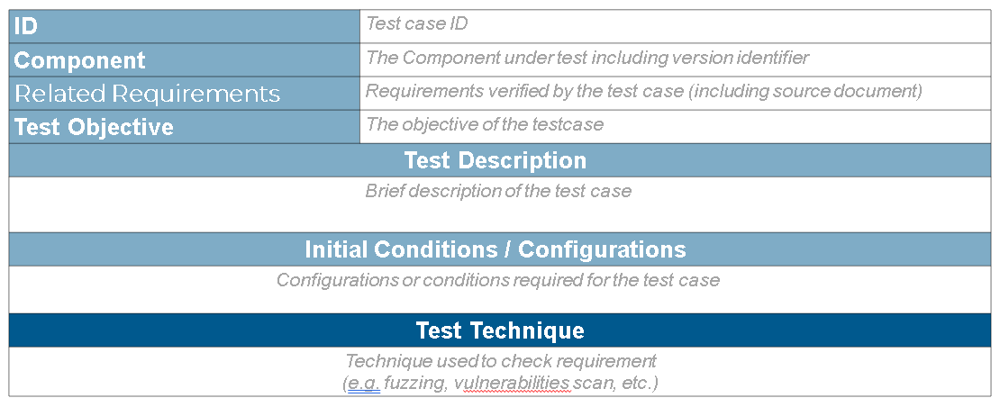 ID
Test case ID
Component
The Component under test including version identifier
Related Requirements
Requirements verified by the test case (including source document)
Test Objective
The objective of the testcase
Test Description
Brief description of the test case
Initial Conditions / Configurations
Configurations or conditions required for the test case
Test Technique
Technique used to check requirement
(e.g. fuzzing, vulnerabilities scan, etc.)